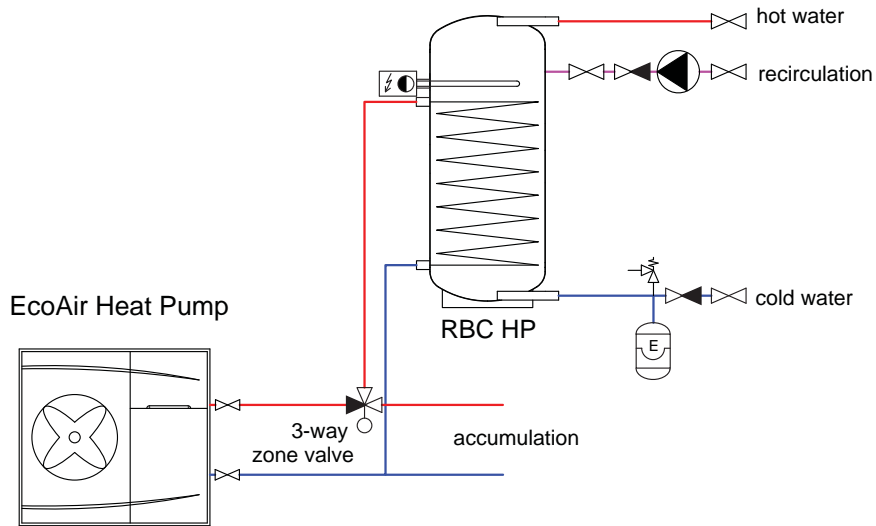 hot water
recirculation
EcoAir Heat Pump
RBC HP
cold water
E
3-way
zone valve
accumulation